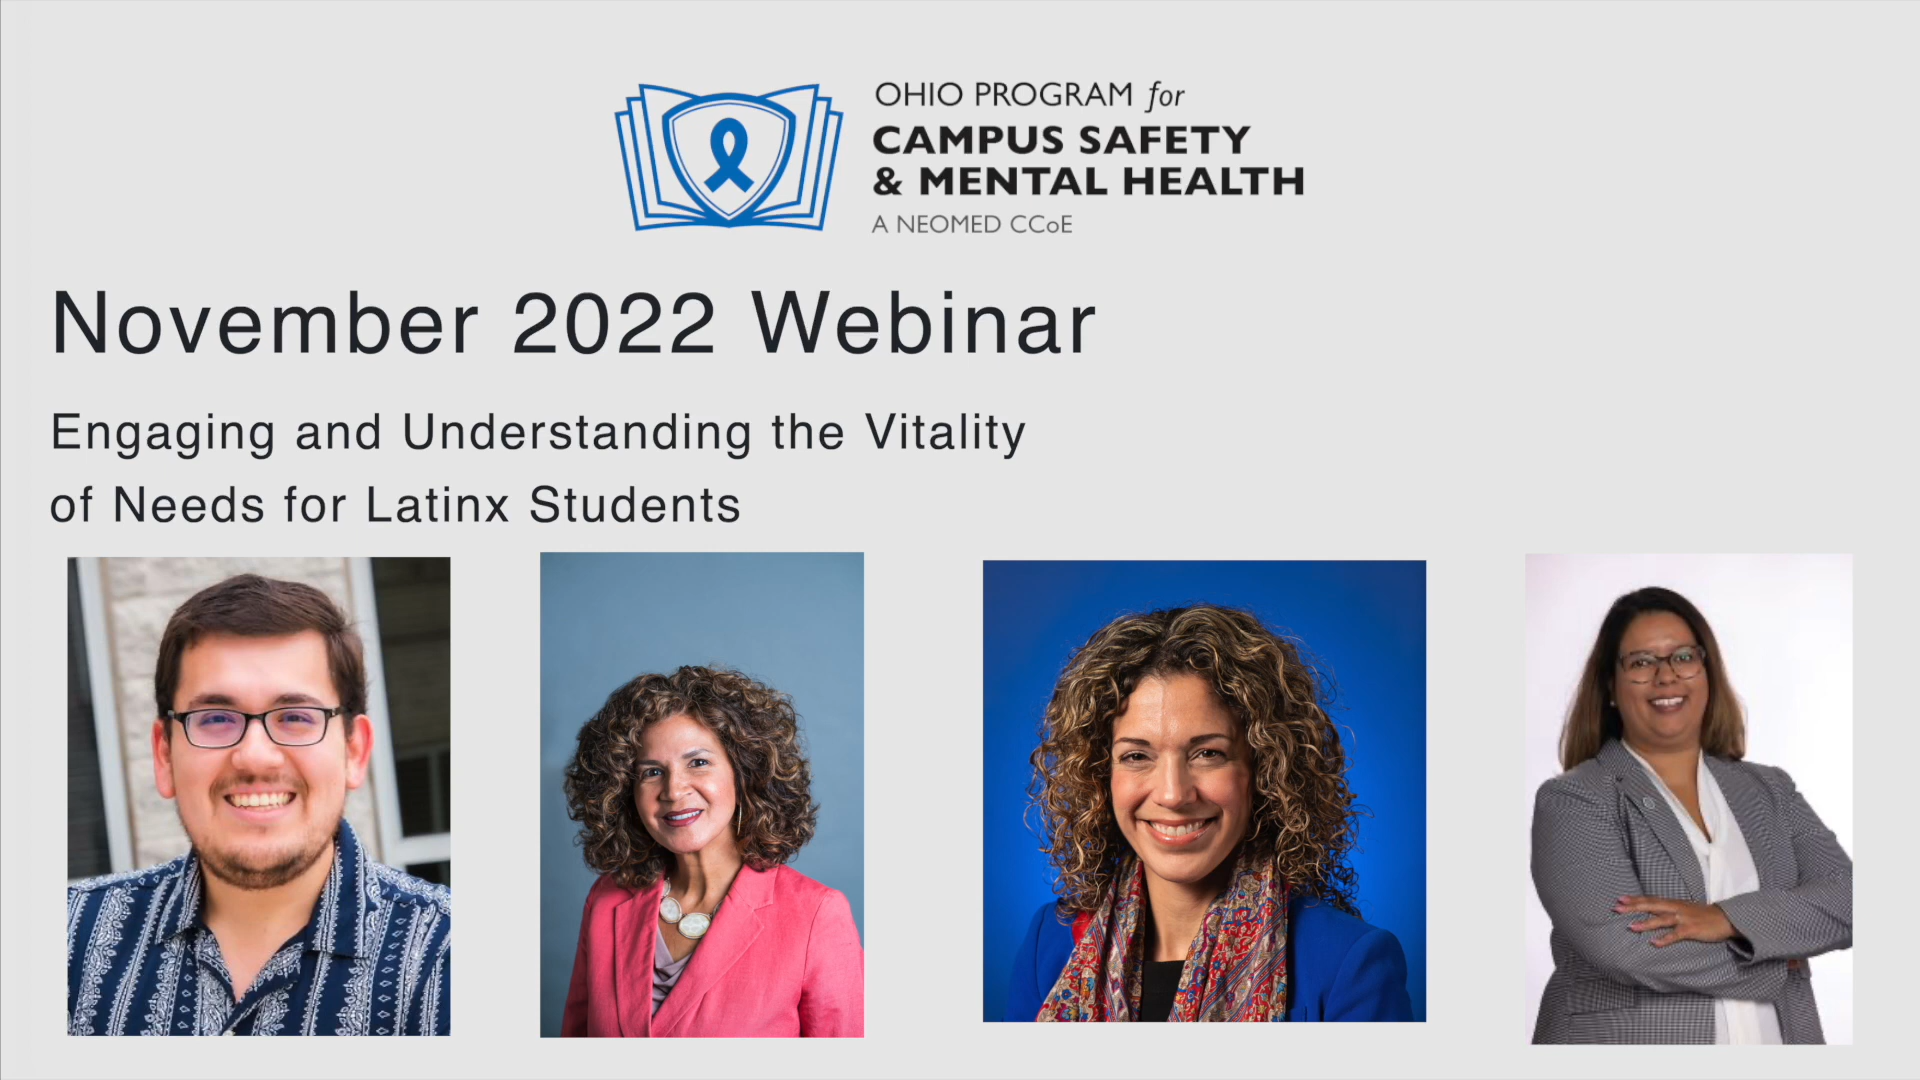 OHIO PROGRAM for
CAMPUS SAFETY
& MENTAL HEALTH
A NEOMED CCoE
November 2022 Webinar
Engaging and Understanding the Vitality
of Needs for Latinx Students